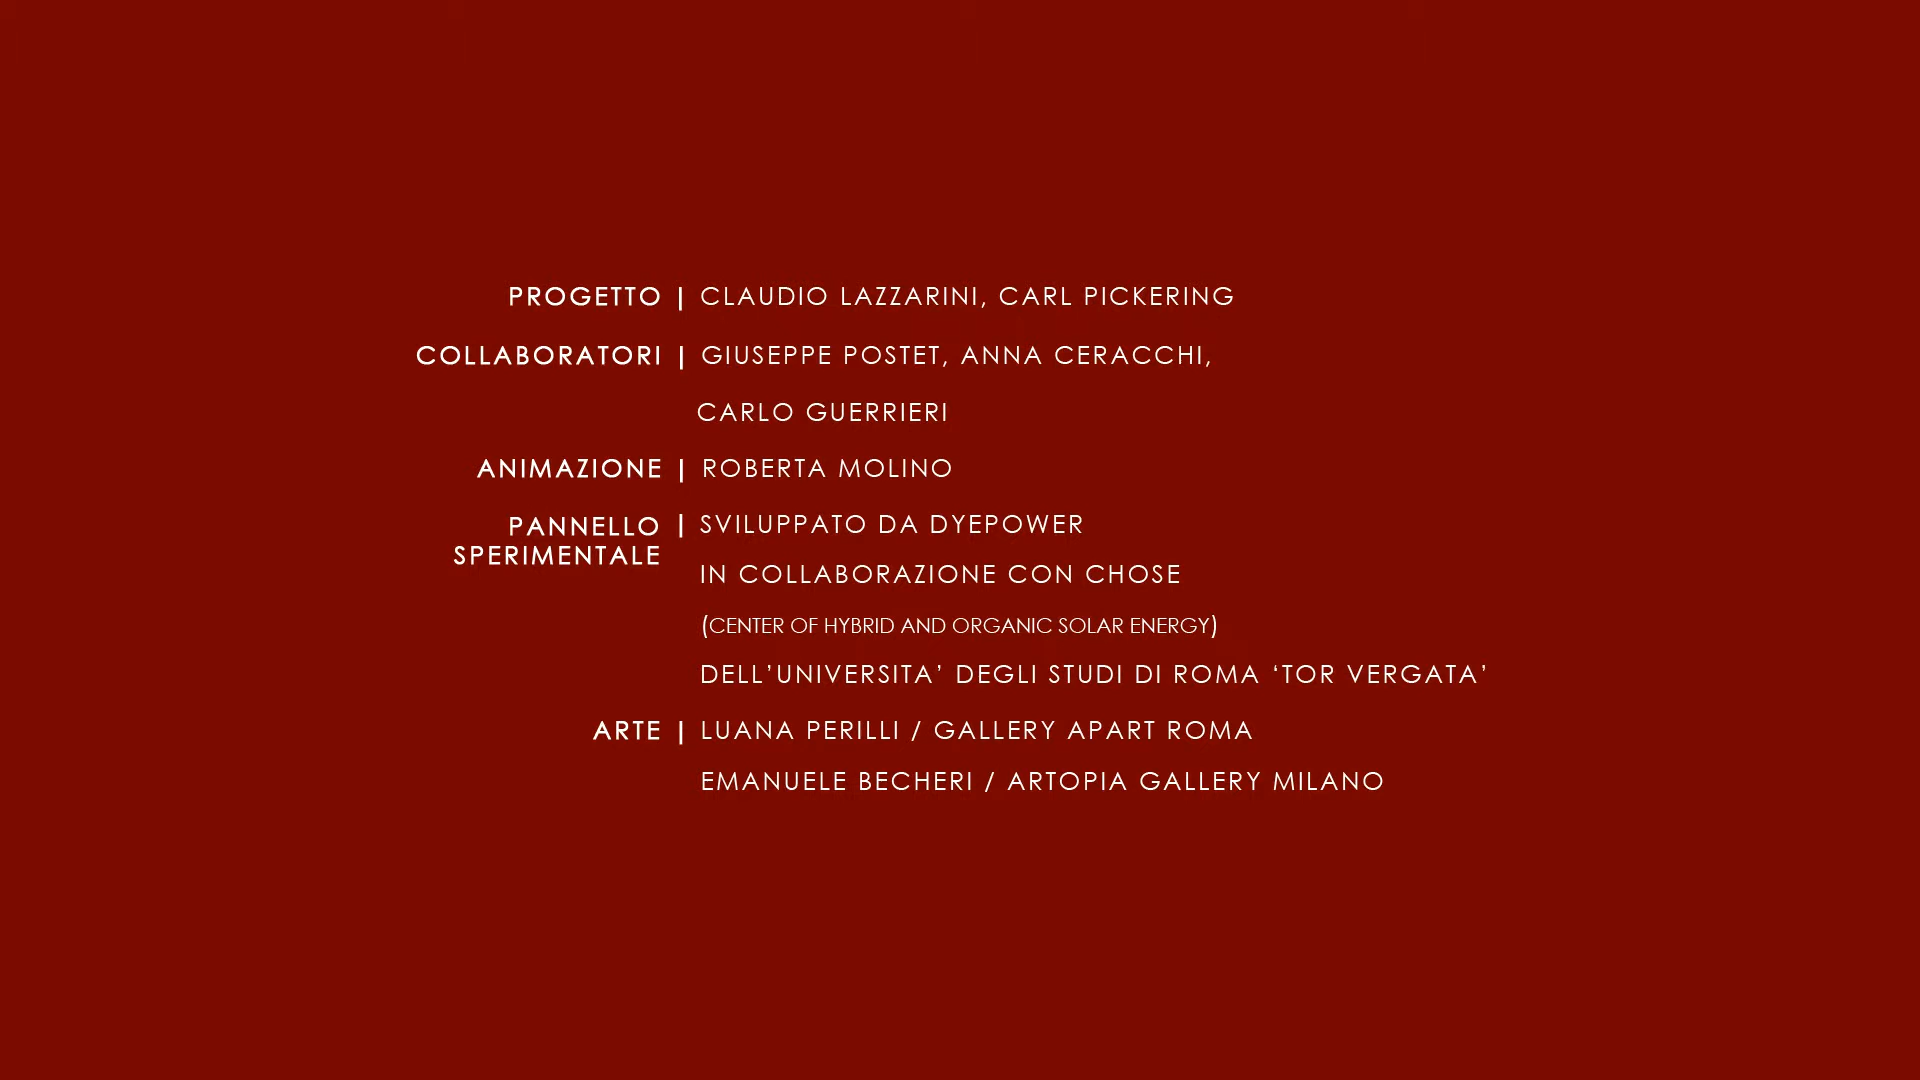 PROGETTO | CLAUDIO LAZZARINI, CARL PICKERING
COLLABORATORI | GIUSEPPE POSTET, ANNA CERACCHI,
CARLO GUERRIERI
ANIMAZIONE | ROBERTA MOLINO
PANNELLO | SVILUPPATO DA DYEPOWER
SPERIMENTALE
IN COLLABORAZIONE CON CHOSE
(CENTER OF HYBRID AND ORGANIC SOLAR ENERGY)
DELL’UNIVERSITA’ DEGLI STUDI DI ROMA ‘TOR VERGATA’
ARTE | LUANA PERILLI / GALLERY APART ROMA
EMANUELE BECHERI / ARTOPIA GALLERY MILANO